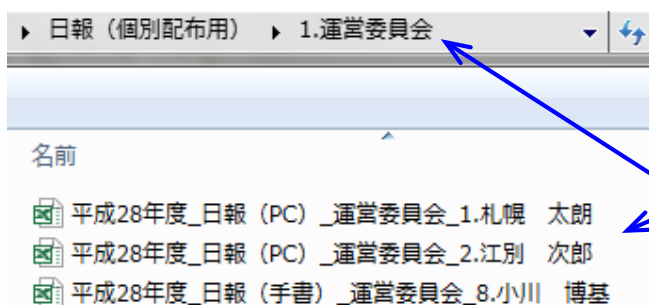 ▶ 日報（個別配布用） ▶ 1.運営委員会
名前
平成28年度_日報（PC）_運営委員会_1.札幌　太朗
平成28年度_日報（PC）_運営委員会_2.江別　次郎
平成28年度_日報（手書）_運営委員会_8.小川　博基